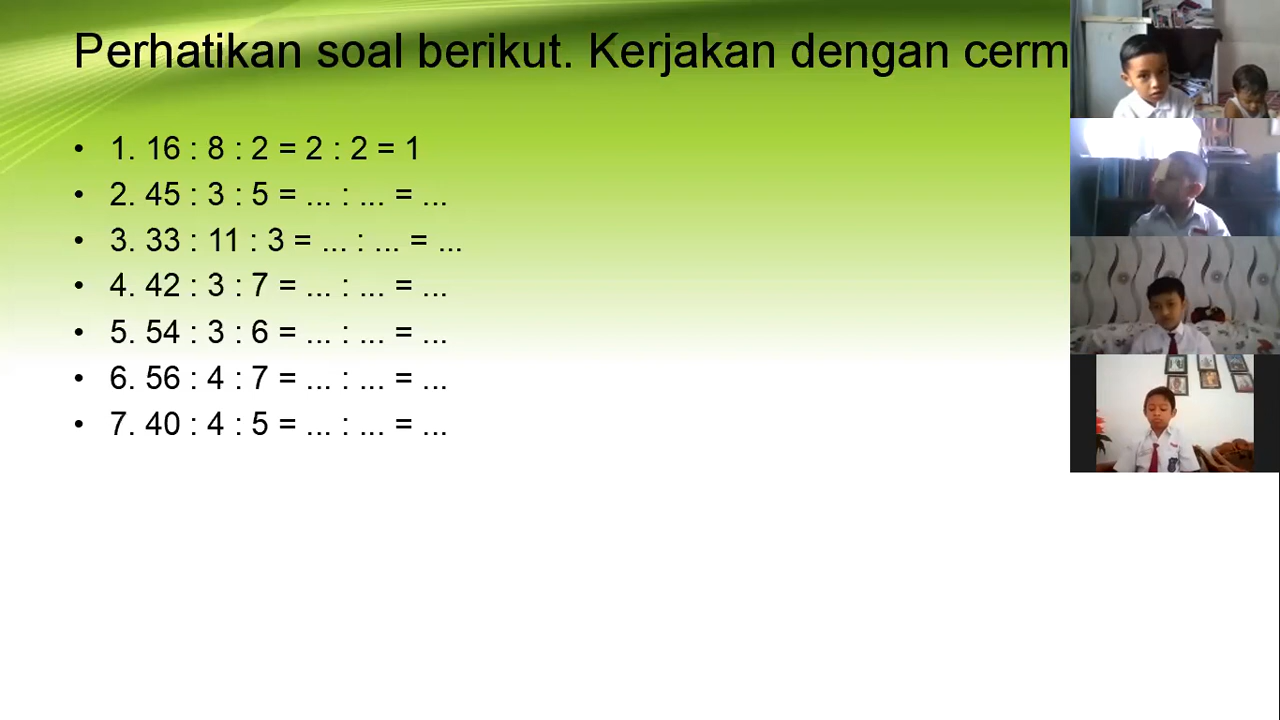 Perhatikan soal berikut. Kerjakan dengan
• 1. 16 : 8 : 2 = 2 : 2 = 1
• 2. 45 : 3 : 5 = ... : ... = ...
• 3. 33 : 11 : 3 = ... : ... = ...
• 4. 42 : 3 : 7 = ... : ... = ...
• 5. 54 : 3 : 6 = ... : ... = ...
• 6. 56 : 4 : 7 = ... : ... = ...
• 7. 40 : 4 : 5 = ... : ... = ...